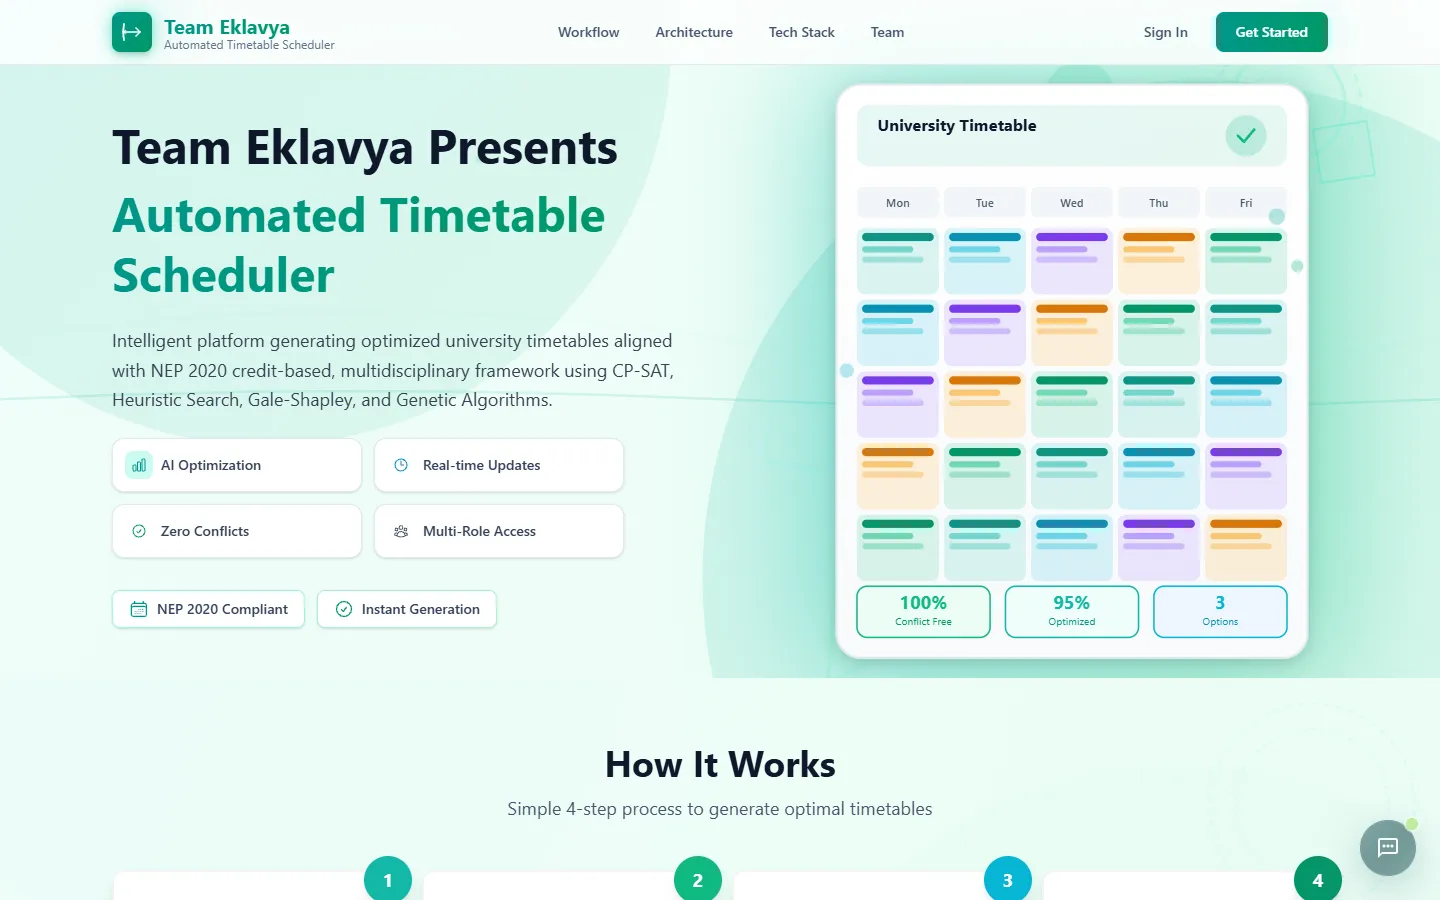 Team Eklavya
Automated Timetable Scheduler
Workflow
Architecture
Tech Stack
Team
Sign In
Get Started
Team Eklavya Presents
Automated Timetable
Scheduler
Intelligent platform generating optimized university timetables aligned
with NEP 2020 credit-based, multidisciplinary framework using CP-SAT,
Heuristic Search, Gale-Shapley, and Genetic Algorithms.
AI Optimization
Real-time Updates
Zero Conflicts
Multi-Role Access
NEP 2020 Compliant
Instant Generation
University Timetable
Mon
Tue
Wed
Thu
Fri
100%
Conflict Free
95%
Optimized
3
Options
How It Works
Simple 4-step process to generate optimal timetables
1
2
3
4